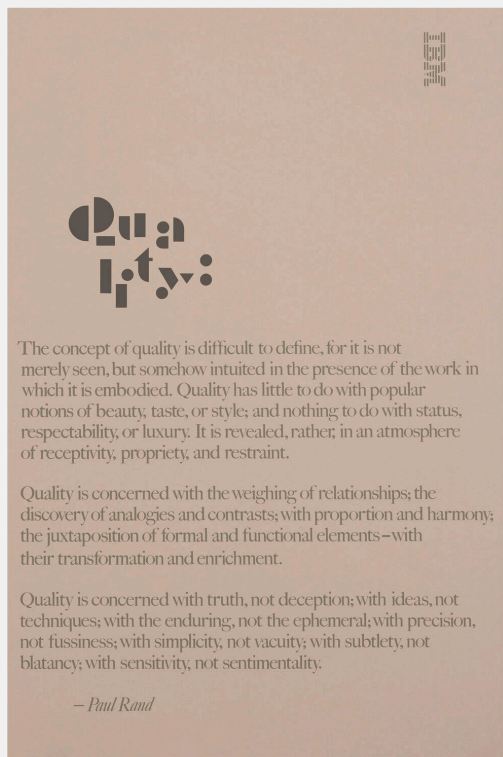 IBM
Qua
lity:
The concept of quality is difficult to define, for it is not
merely seen, but somehow intuited in the presence of the work in
which it is embodied. Quality has little to do with popular
notions of beauty, taste, or style; and nothing to do with status,
respectability, or luxury. It is revealed, rather, in an atmosphere
of receptivity, propriety, and restraint.
Quality is concerned with the weighing of relationships; the
discovery of analogies and contrasts; with proportion and harmony;
the juxtaposition of formal and functional elements–with
their transformation and enrichment.
Quality is concerned with truth, not deception; with ideas, not
techniques; with the enduring, not the ephemeral; with precision,
not fussiness; with simplicity, not vacuity; with subtlety, not
blatancy; with sensitivity, not sentimentality.
– Paul Rand